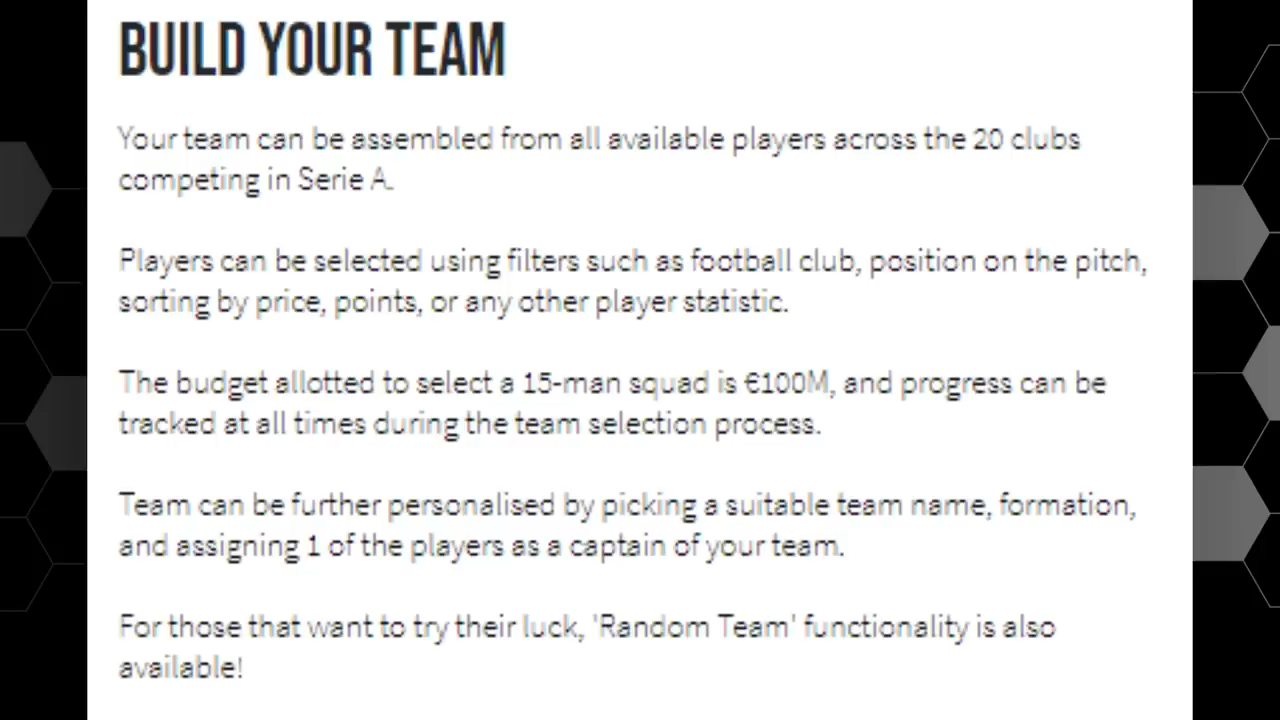 BUILD YOUR TEAM
Your team can be assembled from all available players across the 20 clubs
competing in Serie A.
Players can be selected using filters such as football club, position on the pitch,
sorting by price, points, or any other player statistic.
The budget allotted to select a 15-man squad is €100M, and progress can be
tracked at all times during the team selection process.
Team can be further personalised by picking a suitable team name, formation,
and assigning 1 of the players as a captain of your team.
For those that want to try their luck, 'Random Team' functionality is also
available!